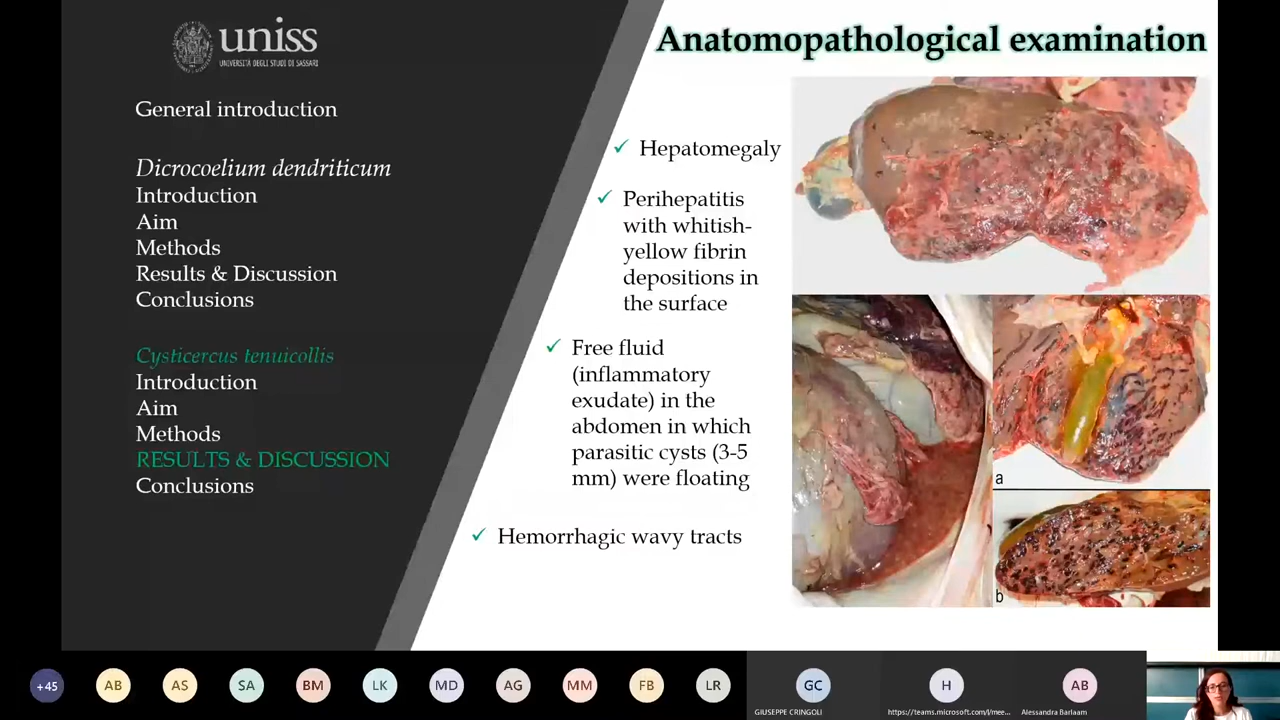 uniss
UNIVERSITÀ DEGLI STUDI DI SASSARI
General introduction
Dicrocoelium dendriticum
Introduction
Aim
Methods
Results & Discussion
Conclusions
Cysticercus tenuicollis
Introduction
Aim
Methods
RESULTS & DISCUSSION
Conclusions
Anatomopathological examination
✓ Hepatomegaly
✓ Perihepatitis
with whitish-
yellow fibrin
depositions in
the surface
✓ Free fluid
(inflammatory
exudate) in the
abdomen in which
parasitic cysts (3-5
mm) were floating
✓ Hemorrhagic wavy tracts
a
b
+45
AB
AS
SA
BM
LK
MD
AG
MM
FB
LR
GC
GIUSEPPE CRINGOLI
H
https://teams.microsoft.com/l/mee...
AB
Alessandra Barlaam